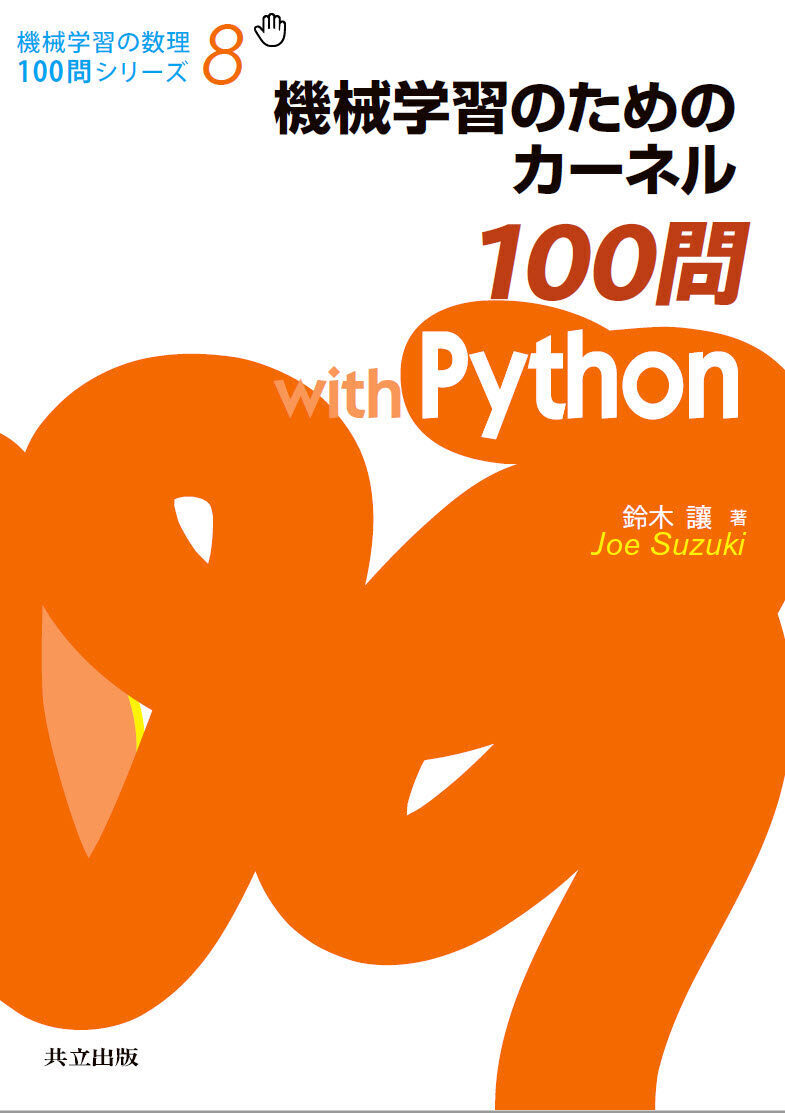 機械学習の数理
100問シリーズ 8
機械学習のための
カーネル
100問
with Python
鈴木 讓 著
Joe Suzuki
共立出版